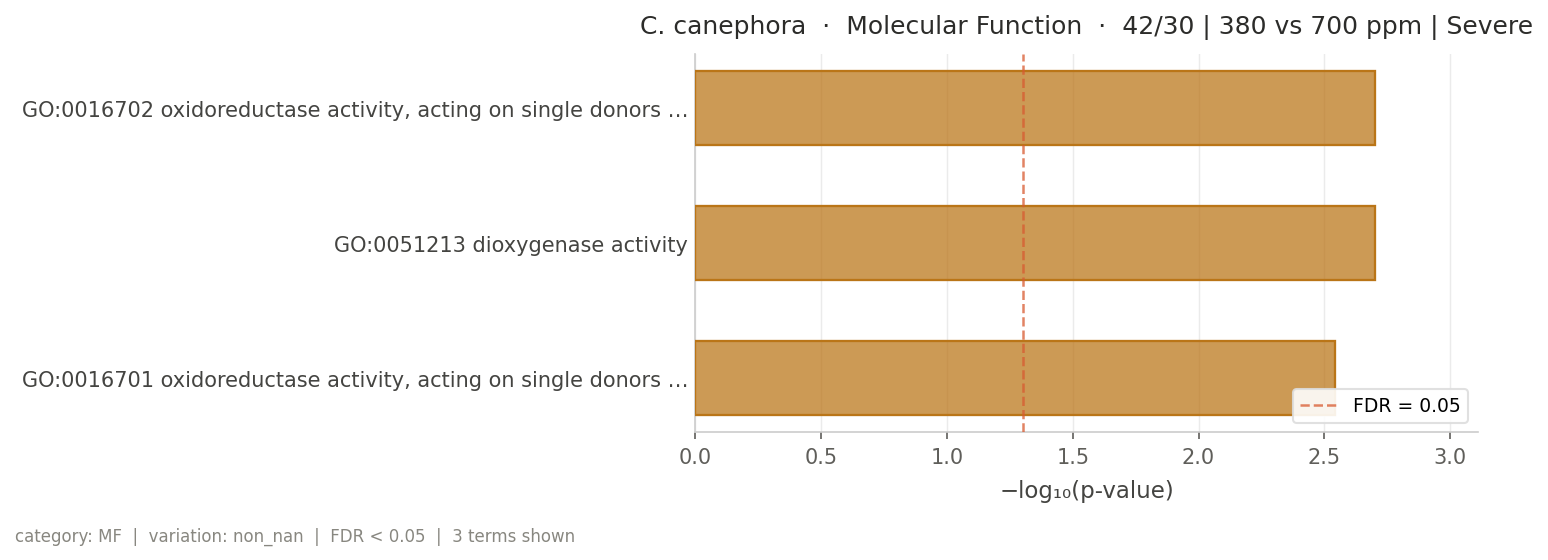 C. canephora · Molecular Function · 42/30 | 380 vs 700 ppm | Severe
GO:0016702 oxidoreductase activity, acting on single donors ...
GO:0051213 dioxygenase activity
GO:0016701 oxidoreductase activity, acting on single donors ...
FDR = 0.05
0.0 0.5 1.0 1.5 2.0 2.5 3.0
−log₁₀(p-value)
category: MF | variation: non_nan | FDR < 0.05 | 3 terms shown